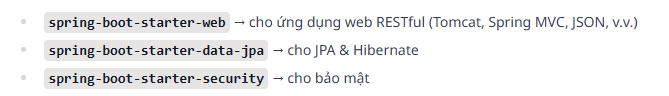 spring-boot-starter-web → cho ứng dụng web RESTful (Tomcat, Spring MVC, JSON, v.v.)
spring-boot-starter-data-jpa → cho JPA & Hibernate
spring-boot-starter-security → cho bảo mật